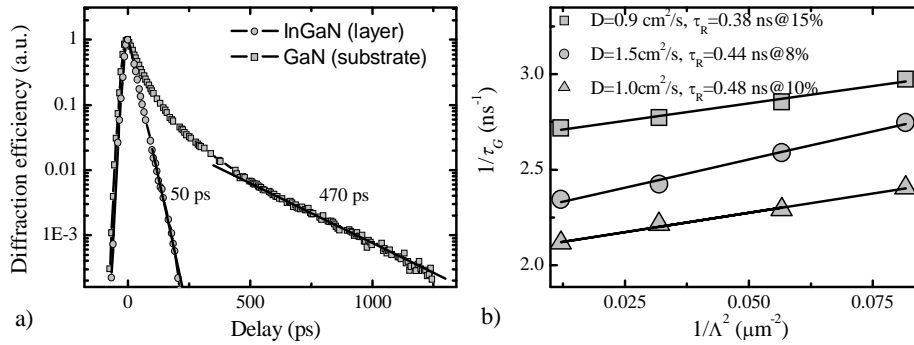 InGaN (layer)
GaN (substrate)
Diffraction efficiency (a.u.)
1
0.1
0.01
1E-3
50 ps
470 ps
0
500
1000
Delay (ps)
a)
D=0.9 cm²/s, τR=0.38 ns@15%
D=1.5cm²/s, τR=0.44 ns@8%
D=1.0cm²/s, τR=0.48 ns@10%
1/τG (ns⁻¹)
3.0
2.5
2.0
0.025
0.050
0.075
1/Λ² (μm⁻²)
b)